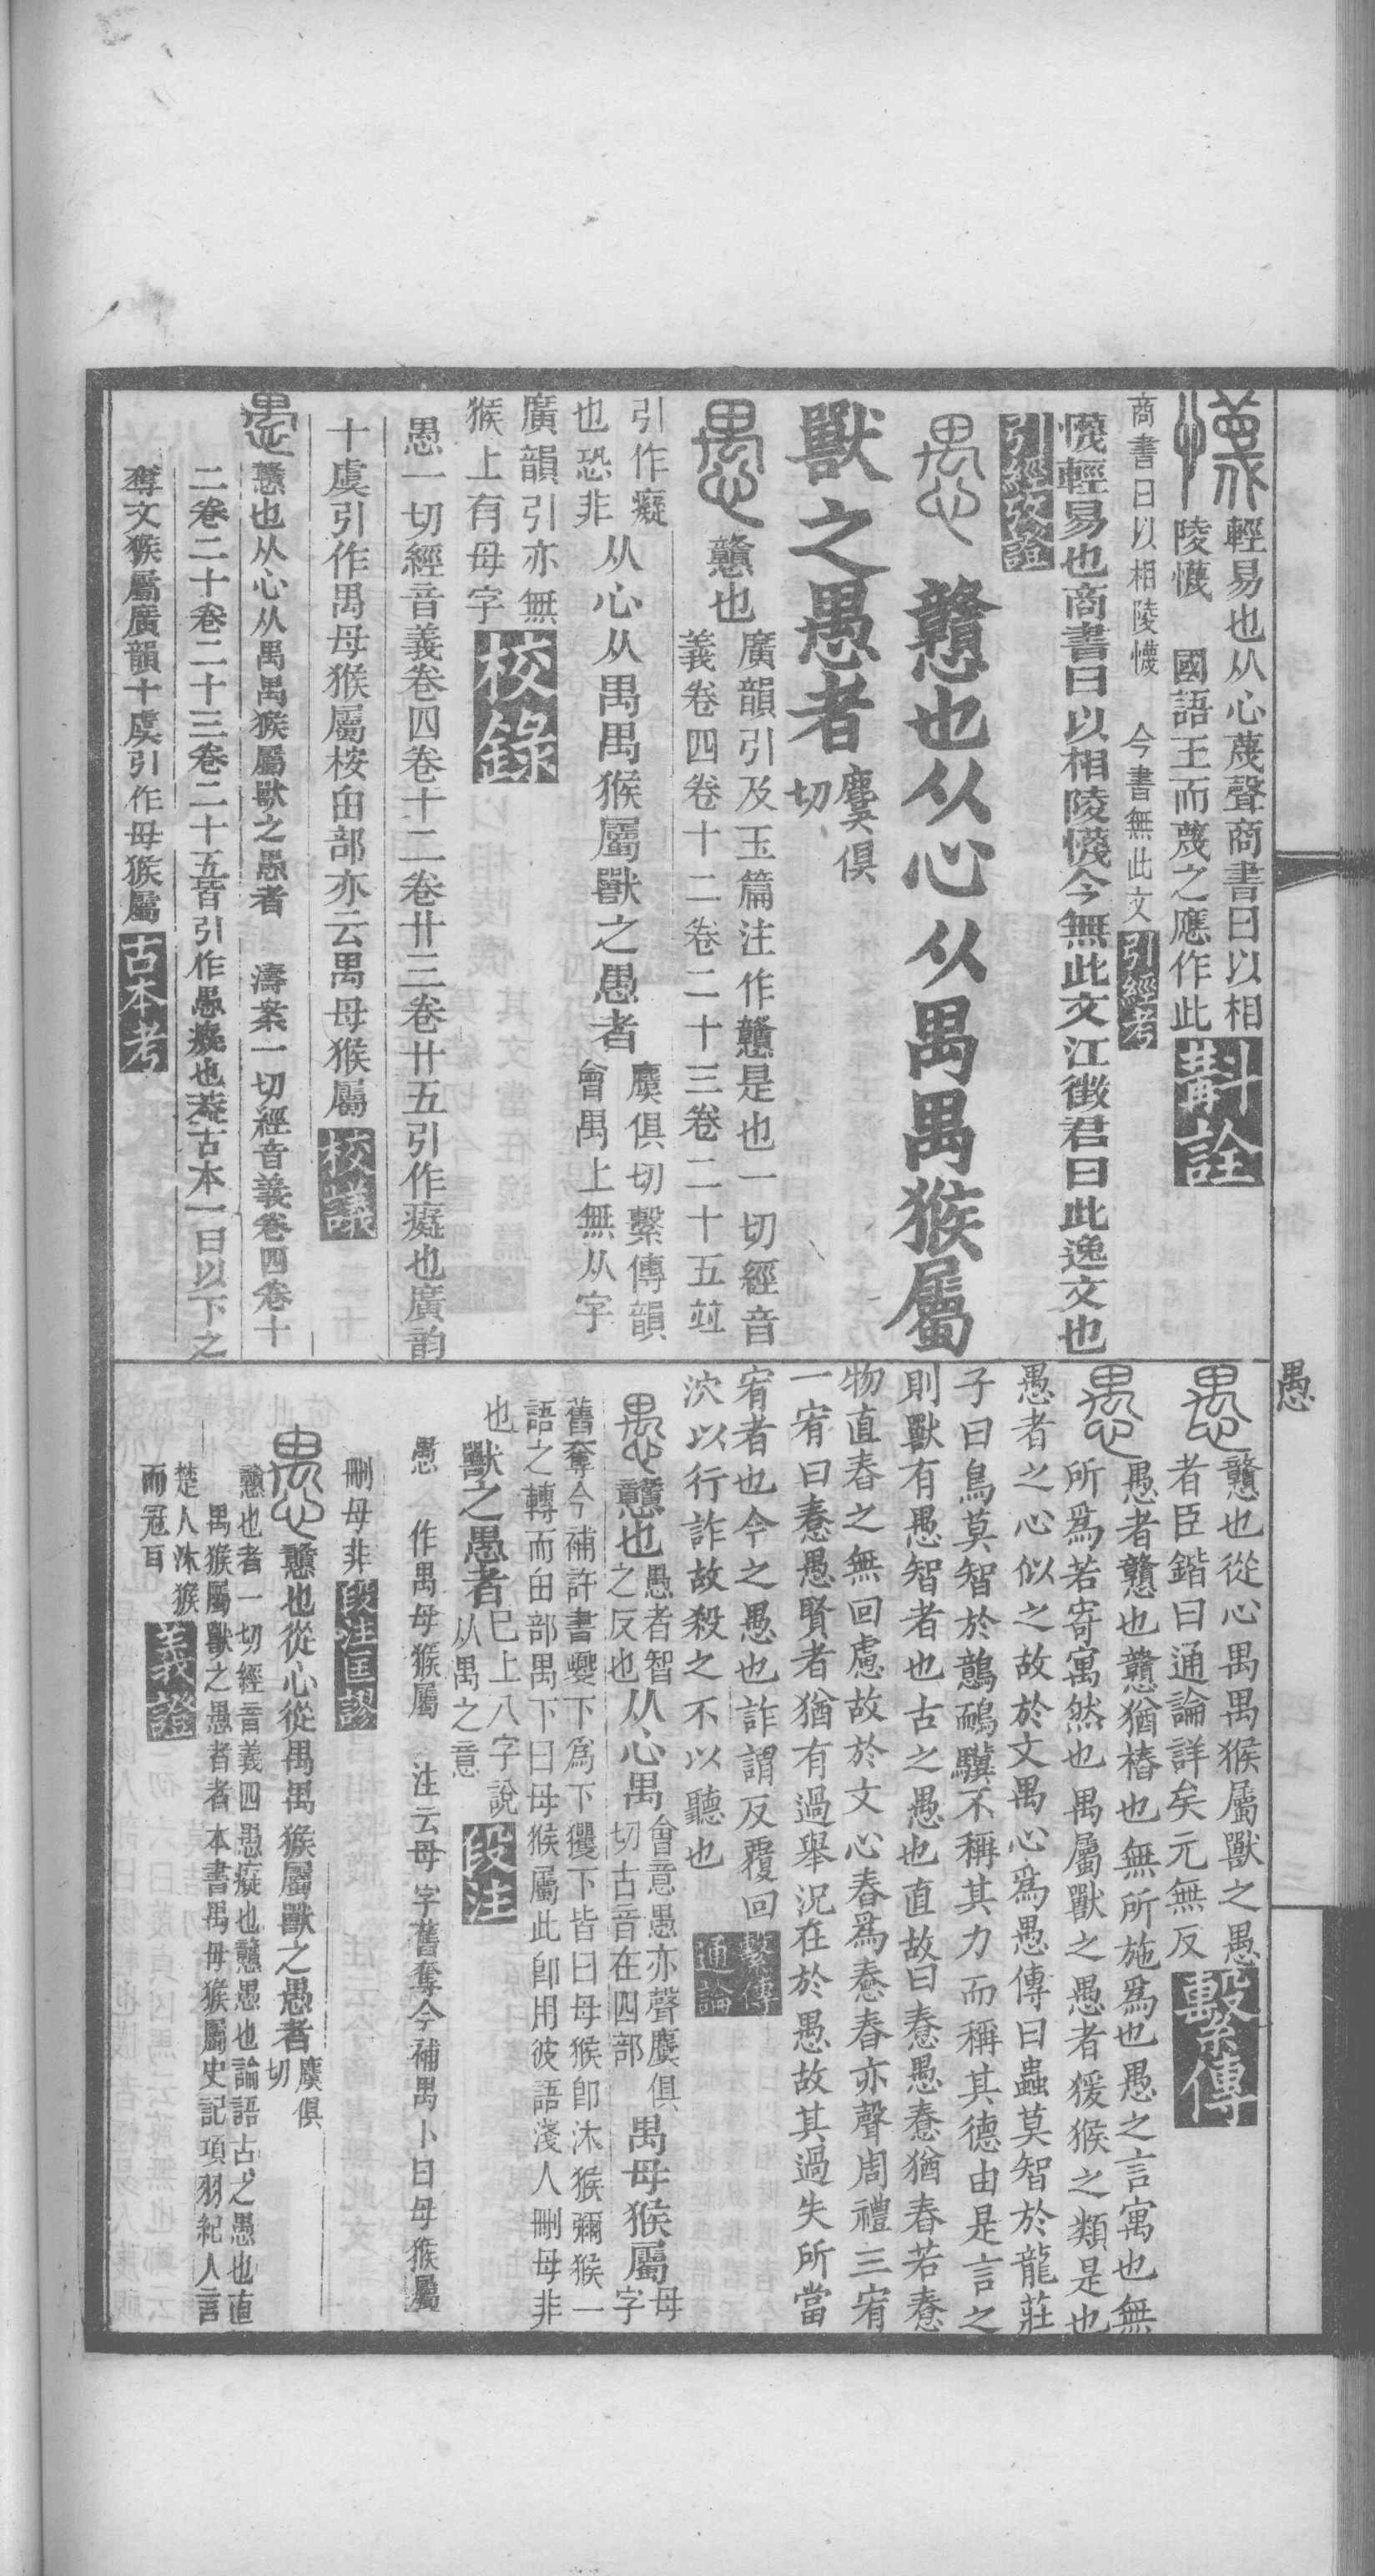 懱輕易也从心蔑聲商書曰以相
陵懱　國語王而蔑之應作此斠詮
商書曰以相陵懱　今書無此文引經考
懱輕易也商書曰以相陵懱今無此文江徵君曰此逸文也
引經攷證
愚　戇也从心从禺禺猴屬
獸之愚者麌俱切
愚戇也廣韻引及玉篇注作戇是也一切經音
義卷四卷十二卷二十三卷二十五竝
引作癡也恐非从心从禺禺猴屬獸之愚者麌俱切繫傳韻
會禺上無从字
廣韻引亦無
猴上有母字校錄
愚一切經音義卷四卷十二卷廿三卷廿五引作癡也廣韵
十虞引作禺母猴屬桉甶部亦云禺母猴屬校議
愚戇也从心从禺禺猴屬獸之愚者　濤案一切經音義卷四卷十
二卷二十卷二十三卷二十五皆引作愚癡也葢古本一曰以下之
奪文猴屬廣韻十虞引作母猴屬古本考
愚
愚戇也從心禺禺猴屬獸之愚
者臣鍇曰通論詳矣元無反繫傳
愚愚者戇也戇猶樁也無所施爲也愚之言寓也無
所爲若寄寓然也禺屬獸之愚者猨猴之類是也
愚者之心似之故於文禺心爲愚傳曰蟲莫智於龍莊
子曰鳥莫智於鷾鴯驥不稱其力而稱其德由是言之
則獸有愚智者也古之愚也直故曰惷愚惷猶舂若惷
物直舂之無回慮故於文心舂爲惷舂亦聲周禮三宥
一宥曰惷愚賢者猶有過舉況在於愚故其過失所當
宥者也今之愚也詐謂反覆回
泬以行詐故殺之不以聽也繫傳通論
愚戇也愚者智之反也从心禺會意愚亦聲麌俱切古音在四部禺母猴屬母字
舊奪今補許書夒下爲下玃下皆曰母猴卽沐猴獼猴一
語之轉而甶部禺下曰母猴屬此卽用彼語淺人刪母非
也獸之愚者已上八字說从禺之意段注
愚　作禺母猴屬　注云母字舊奪今補禺卜曰母猴屬
刪母非段注匡謬
愚戇也從心從禺禺猴屬獸之愚者麌俱切
戇也者一切經音義四愚癡也戇愚也論語古之愚也直
禺猴屬獸之愚者者本書禺母猴屬史記項羽紀人言
楚人沐猴
而冠耳義證